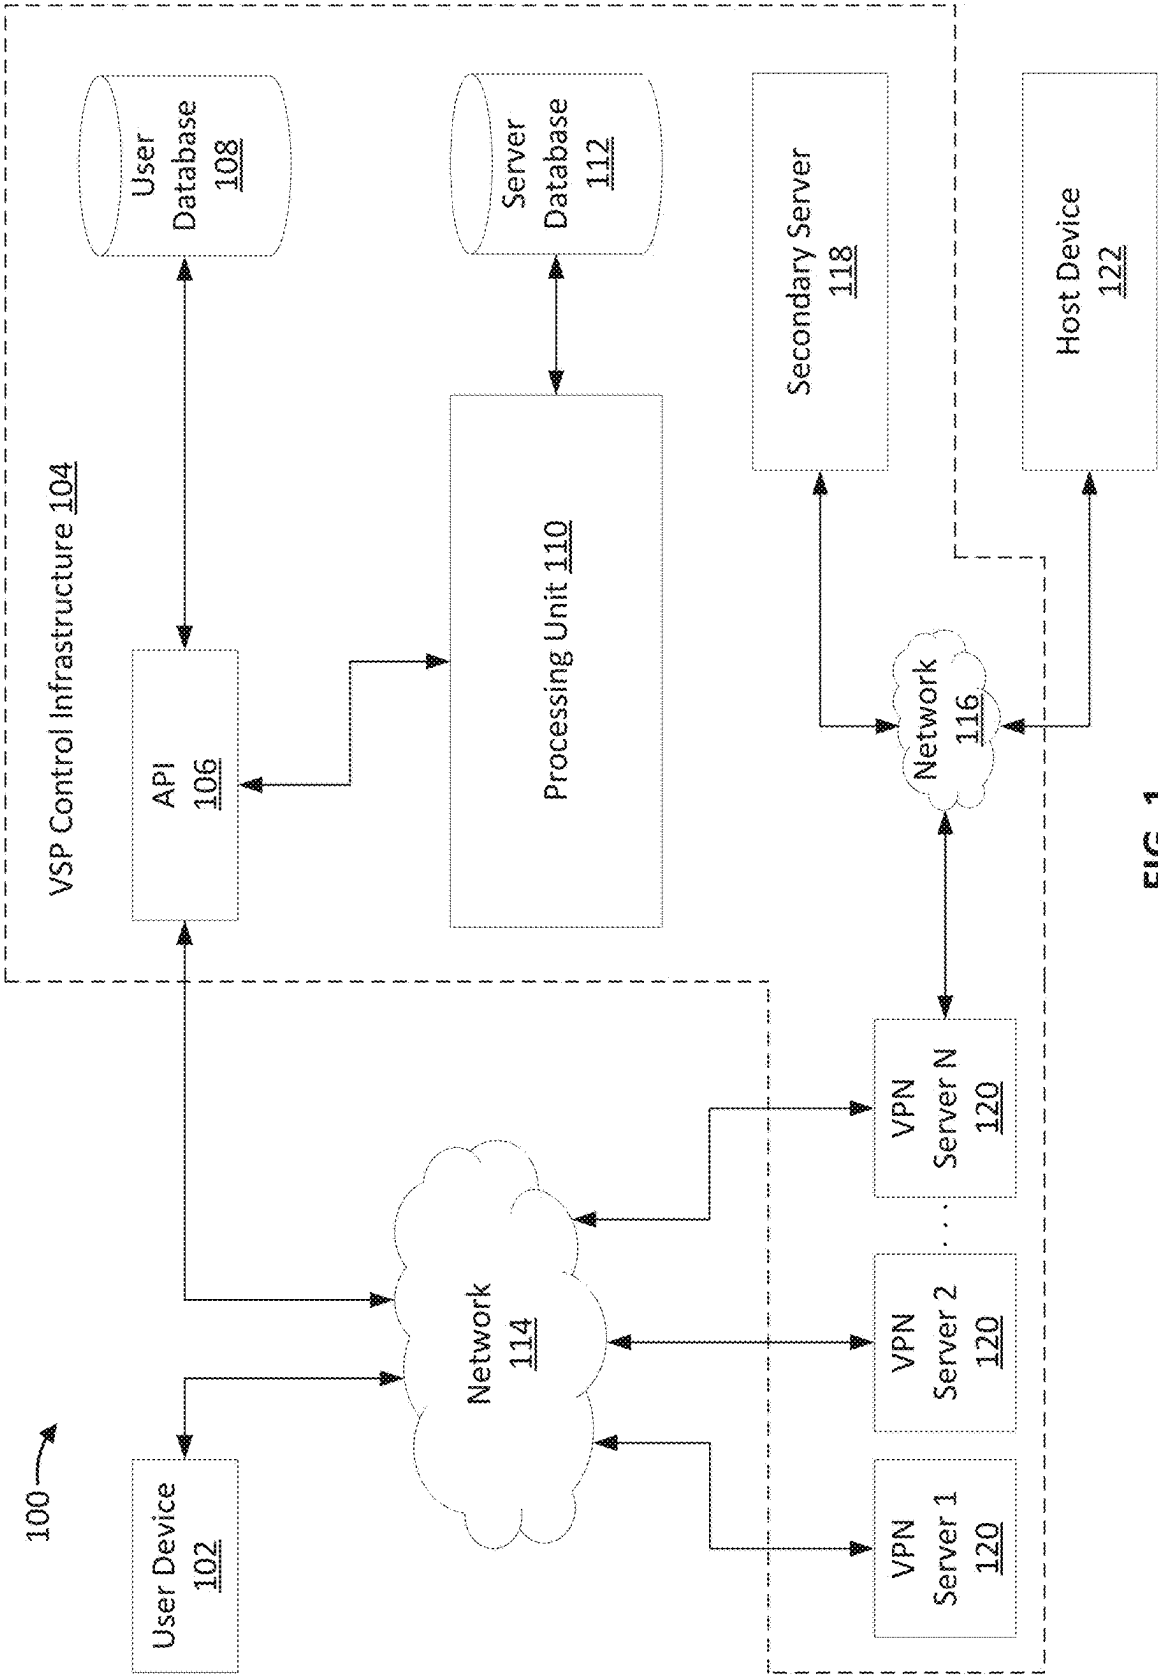 100
User Device
102
VSP Control Infrastructure 104
API
106
User
Database
108
Network
114
Processing Unit 110
Server
Database
112
VPN
Server 1
120
VPN
Server 2
120
. . . .
VPN
Server N
120
Network
116
Secondary Server
118
Host Device
122
FIG. 1